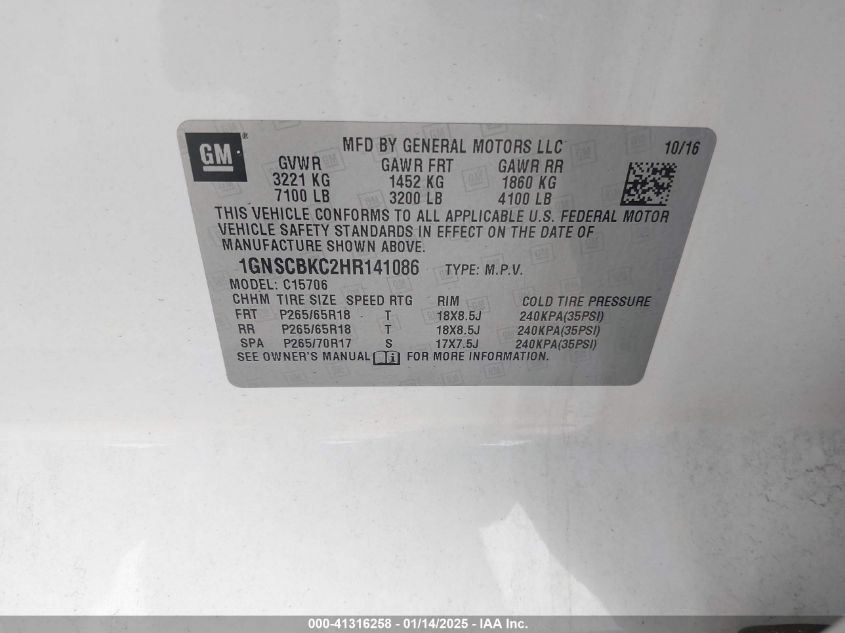 GM ®
MFD BY GENERAL MOTORS LLC 10/16
GVWR GAWR FRT GAWR RR
3221 KG 1452 KG 1860 KG
7100 LB 3200 LB 4100 LB
THIS VEHICLE CONFORMS TO ALL APPLICABLE U.S. FEDERAL MOTOR
VEHICLE SAFETY STANDARDS IN EFFECT ON THE DATE OF
MANUFACTURE SHOWN ABOVE.
1GNSCBKC2HR141086 TYPE: M.P.V.
MODEL: C15706
CHHM TIRE SIZE SPEED RTG RIM COLD TIRE PRESSURE
FRT P265/65R18 T 18X8.5J 240KPA(35PSI)
RR P265/65R18 T 18X8.5J 240KPA(35PSI)
SPA P265/70R17 S 17X7.5J 240KPA(35PSI)
SEE OWNER'S MANUAL FOR MORE INFORMATION.
000-41316258 - 01/14/2025 - IAA Inc.